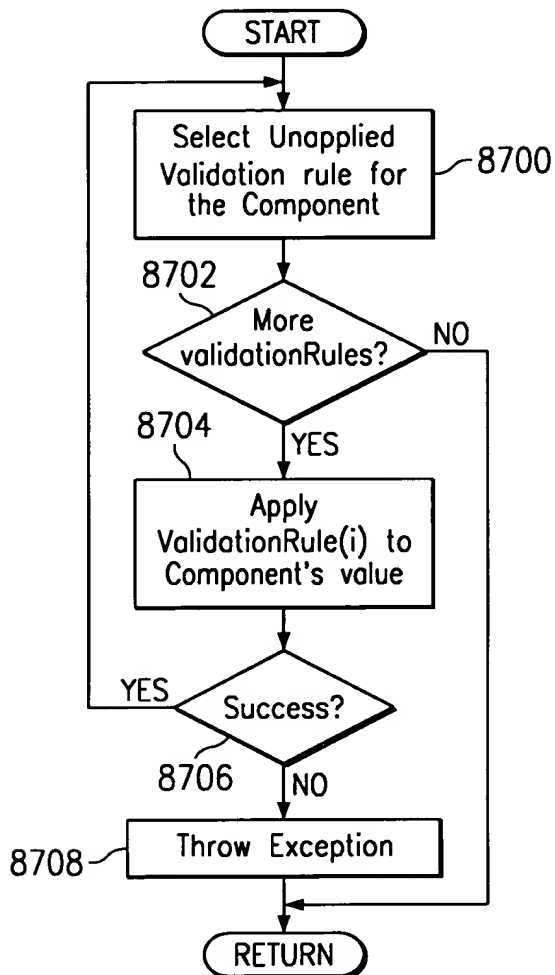 START
Select Unapplied
Validation rule for
the Component
8700
8702
More
validationRules?
NO
YES
8704
Apply
ValidationRule(i) to
Component's value
YES
Success?
8706
NO
8708
Throw Exception
RETURN